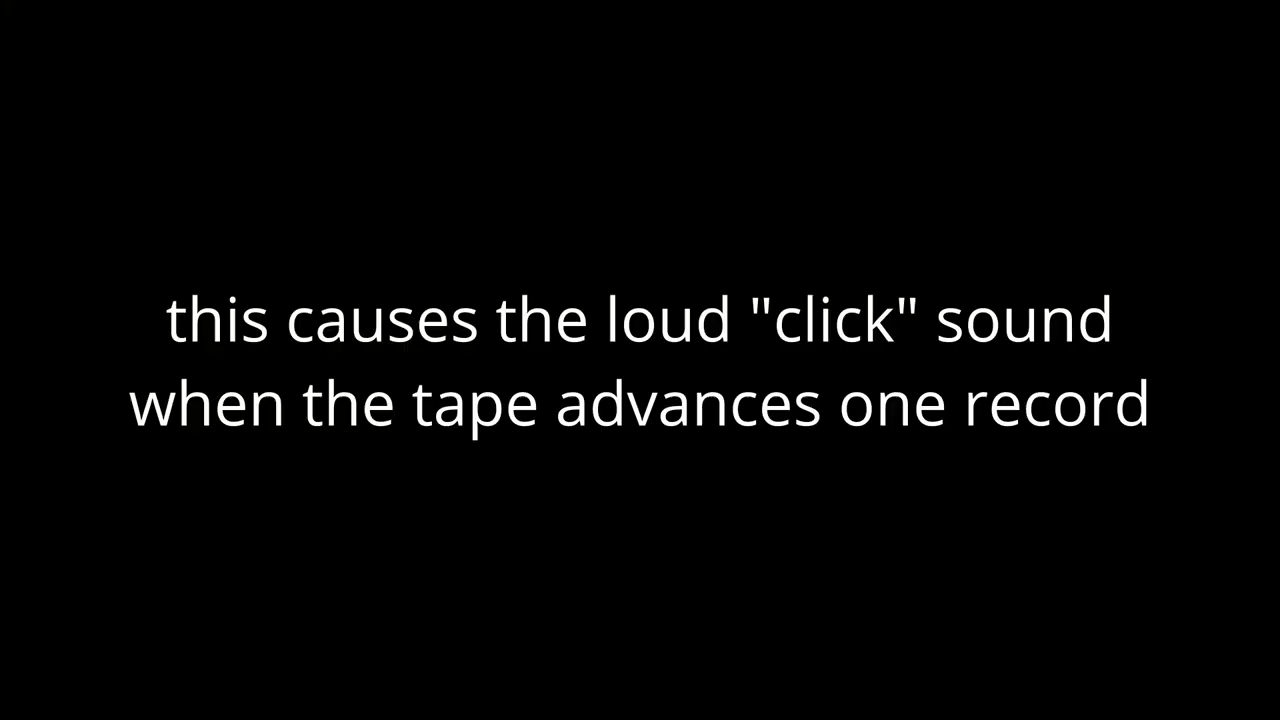 this causes the loud "click" sound
when the tape advances one record